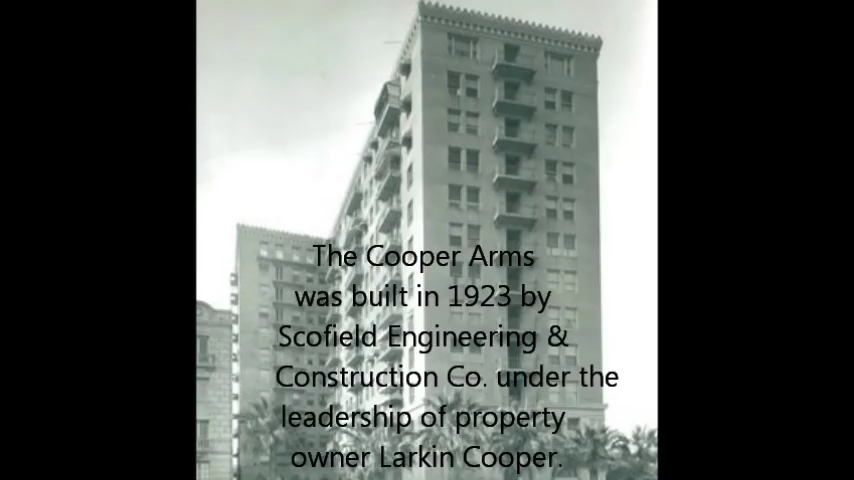 The Cooper Arms
was built in 1923 by
Scofield Engineering &
Construction Co. under the
leadership of property
owner Larkin Cooper.